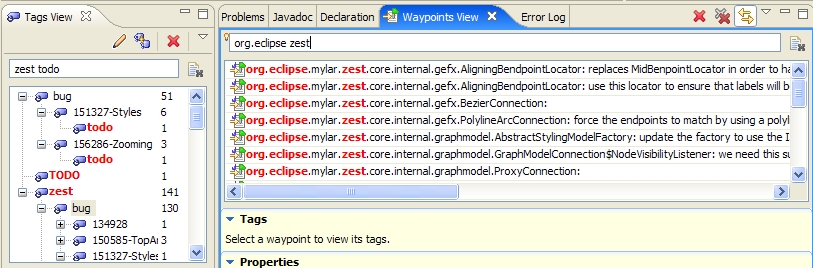 Tags View
zest todo
bug 51
151327-Styles 6
todo 1
156286-Zooming 3
todo 1
TODO 1
zest 141
bug 130
134928 1
150585-TopAr 3
151327-Styles 1
Problems Javadoc Declaration Waypoints View Error Log
org.eclipse zest
org.eclipse.mylar.zest.core.internal.gefx.AligningBendpointLocator: replaces MidBenpointLocator in order to ha
org.eclipse.mylar.zest.core.internal.gefx.AligningBendpointLocator: use this locator to ensure that labels will be
org.eclipse.mylar.zest.core.internal.gefx.BezierConnection:
org.eclipse.mylar.zest.core.internal.gefx.PolylineArcConnection: force the endpoints to match by using a polyl
org.eclipse.mylar.zest.core.internal.graphmodel.AbstractStylingModelFactory: update the factory to use the I
org.eclipse.mylar.zest.core.internal.graphmodel.GraphModelConnection$NodeVisibilityListener: we need this su
org.eclipse.mylar.zest.core.internal.graphmodel.ProxyConnection:
Tags
Select a waypoint to view its tags.
Properties